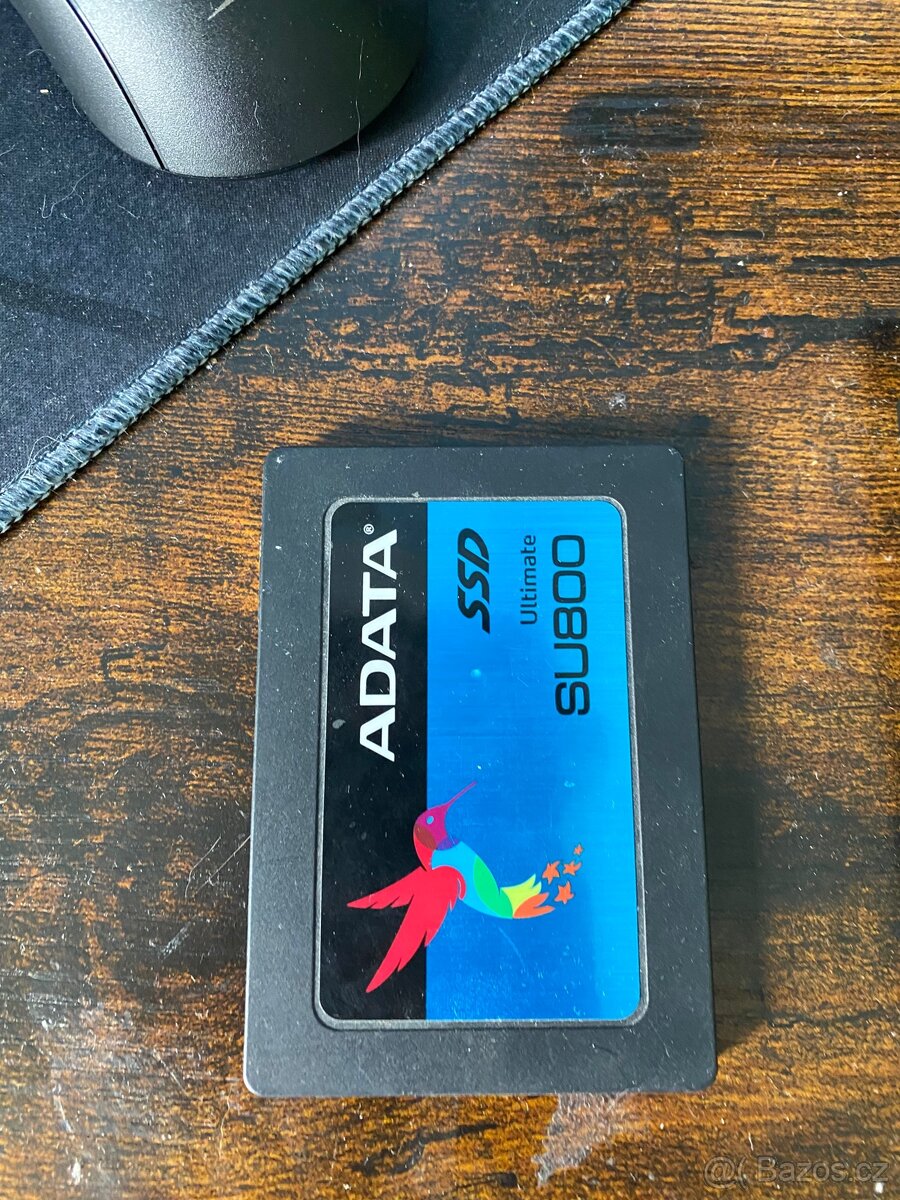 ADATA®
SSD
Ultimate
SU800
@( Bazos.cz